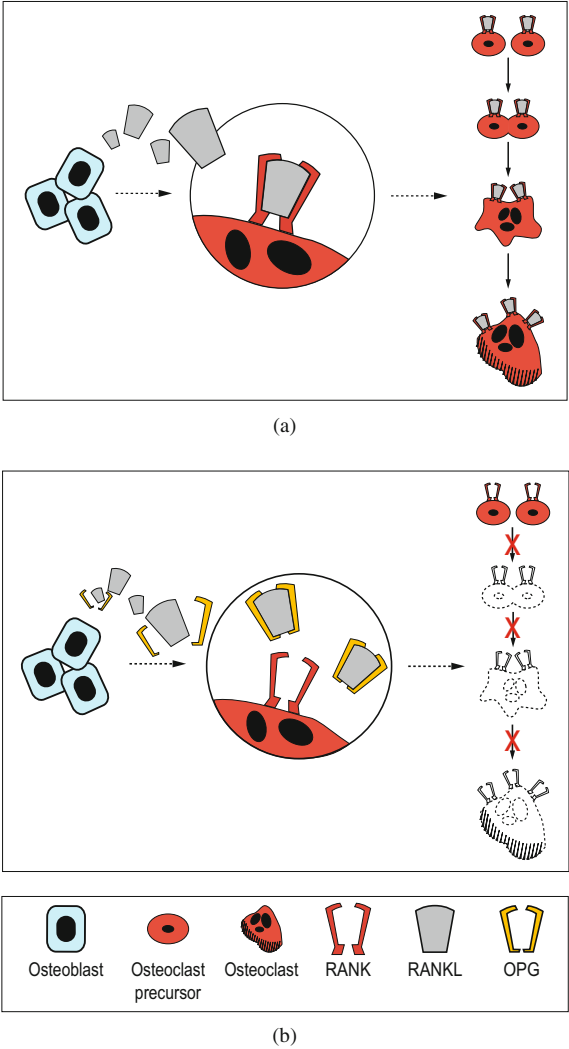 (a)
X
X
X
Osteoblast
Osteoclast
precursor
Osteoclast
RANK
RANKL
OPG
(b)